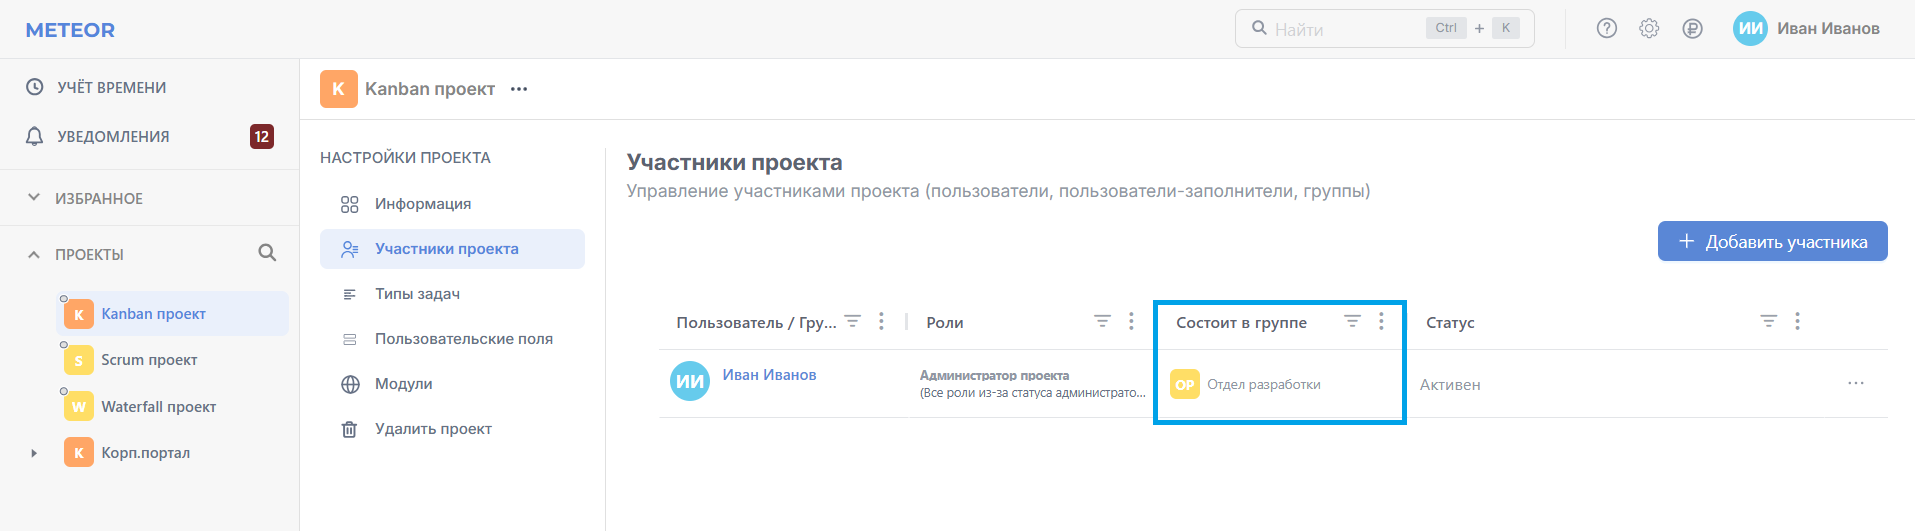 METEOR
Найти
Ctrl + K
ИИ Иван Иванов
УЧЁТ ВРЕМЕНИ
УВЕДОМЛЕНИЯ 12
ИЗБРАННОЕ
ПРОЕКТЫ
K Kanban проект
S Scrum проект
W Waterfall проект
K Корп.портал
K Kanban проект ...
НАСТРОЙКИ ПРОЕКТА
Информация
Участники проекта
Типы задач
Пользовательские поля
Модули
Удалить проект
Участники проекта
Управление участниками проекта (пользователи, пользователи-заполнители, группы)
+ Добавить участника
Пользователь / Гру... Роли Состоит в группе Статус
ИИ Иван Иванов
Администратор проекта
(Все роли из-за статуса администрато...
ОР Отдел разработки
Активен ...